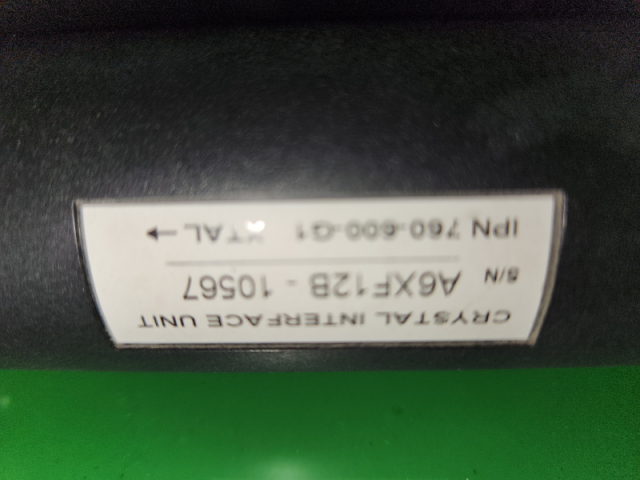 CRYSTAL INTERFACE UNIT
S/N A6XF12B - 10567
IPN 760-600-G1 XTAL →